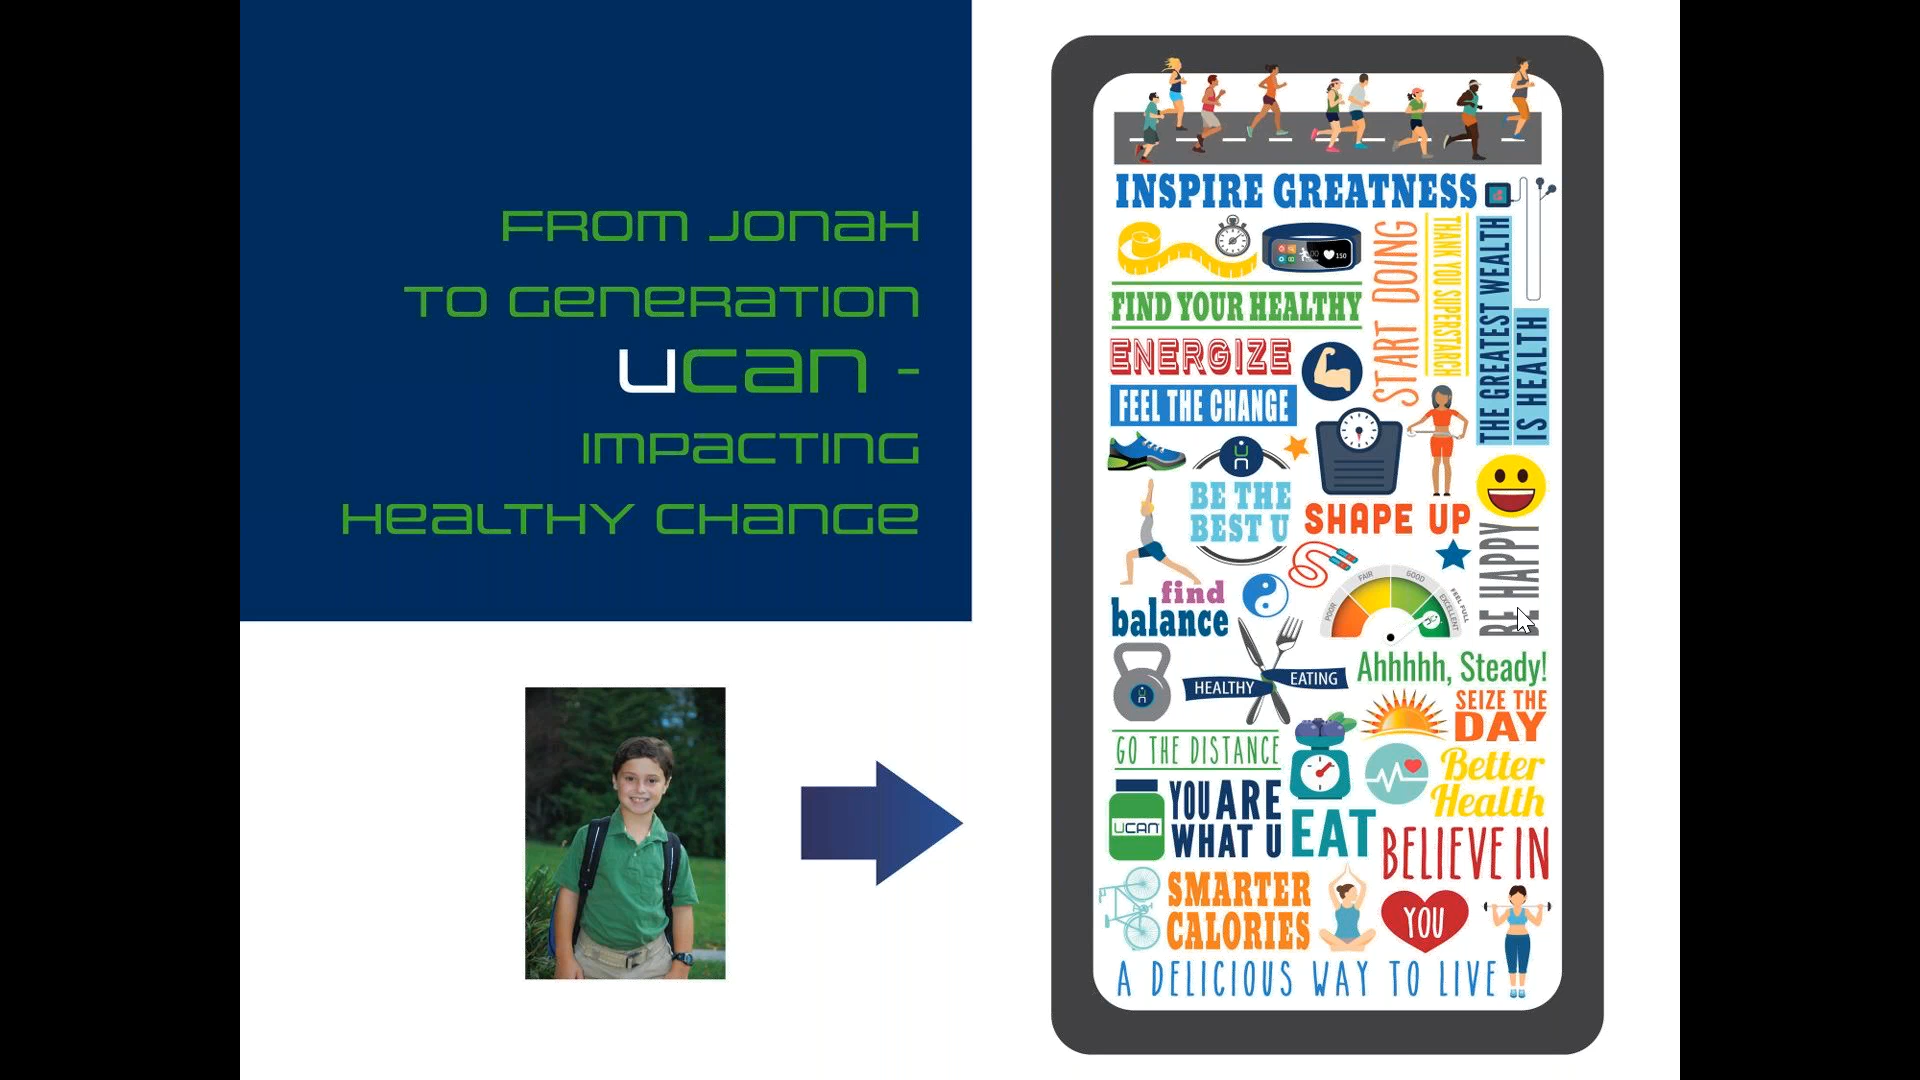 FROM JONAH
TO GENERATION
UCAN -
IMPACTING
HEALTHY CHANGE
INSPIRE GREATNESS
150
FIND YOUR HEALTHY
ENERGIZE
FEEL THE CHANGE
START DOING
THANK YOU SUPERSTARCH
THE GREATEST WEALTH
IS HEALTH
U
n
BE THE
BEST U
SHAPE UP
BE HAPPY
find
balance
POOR
FAIR
GOOD
EXCELLENT
FEEL FULL
HEALTHY
EATING
Ahhhhh, Steady!
SEIZE THE
DAY
GO THE DISTANCE
Better
Health
UCAN
YOU ARE
WHAT U
EAT
BELIEVE IN
YOU
SMARTER
CALORIES
A DELICIOUS WAY TO LIVE